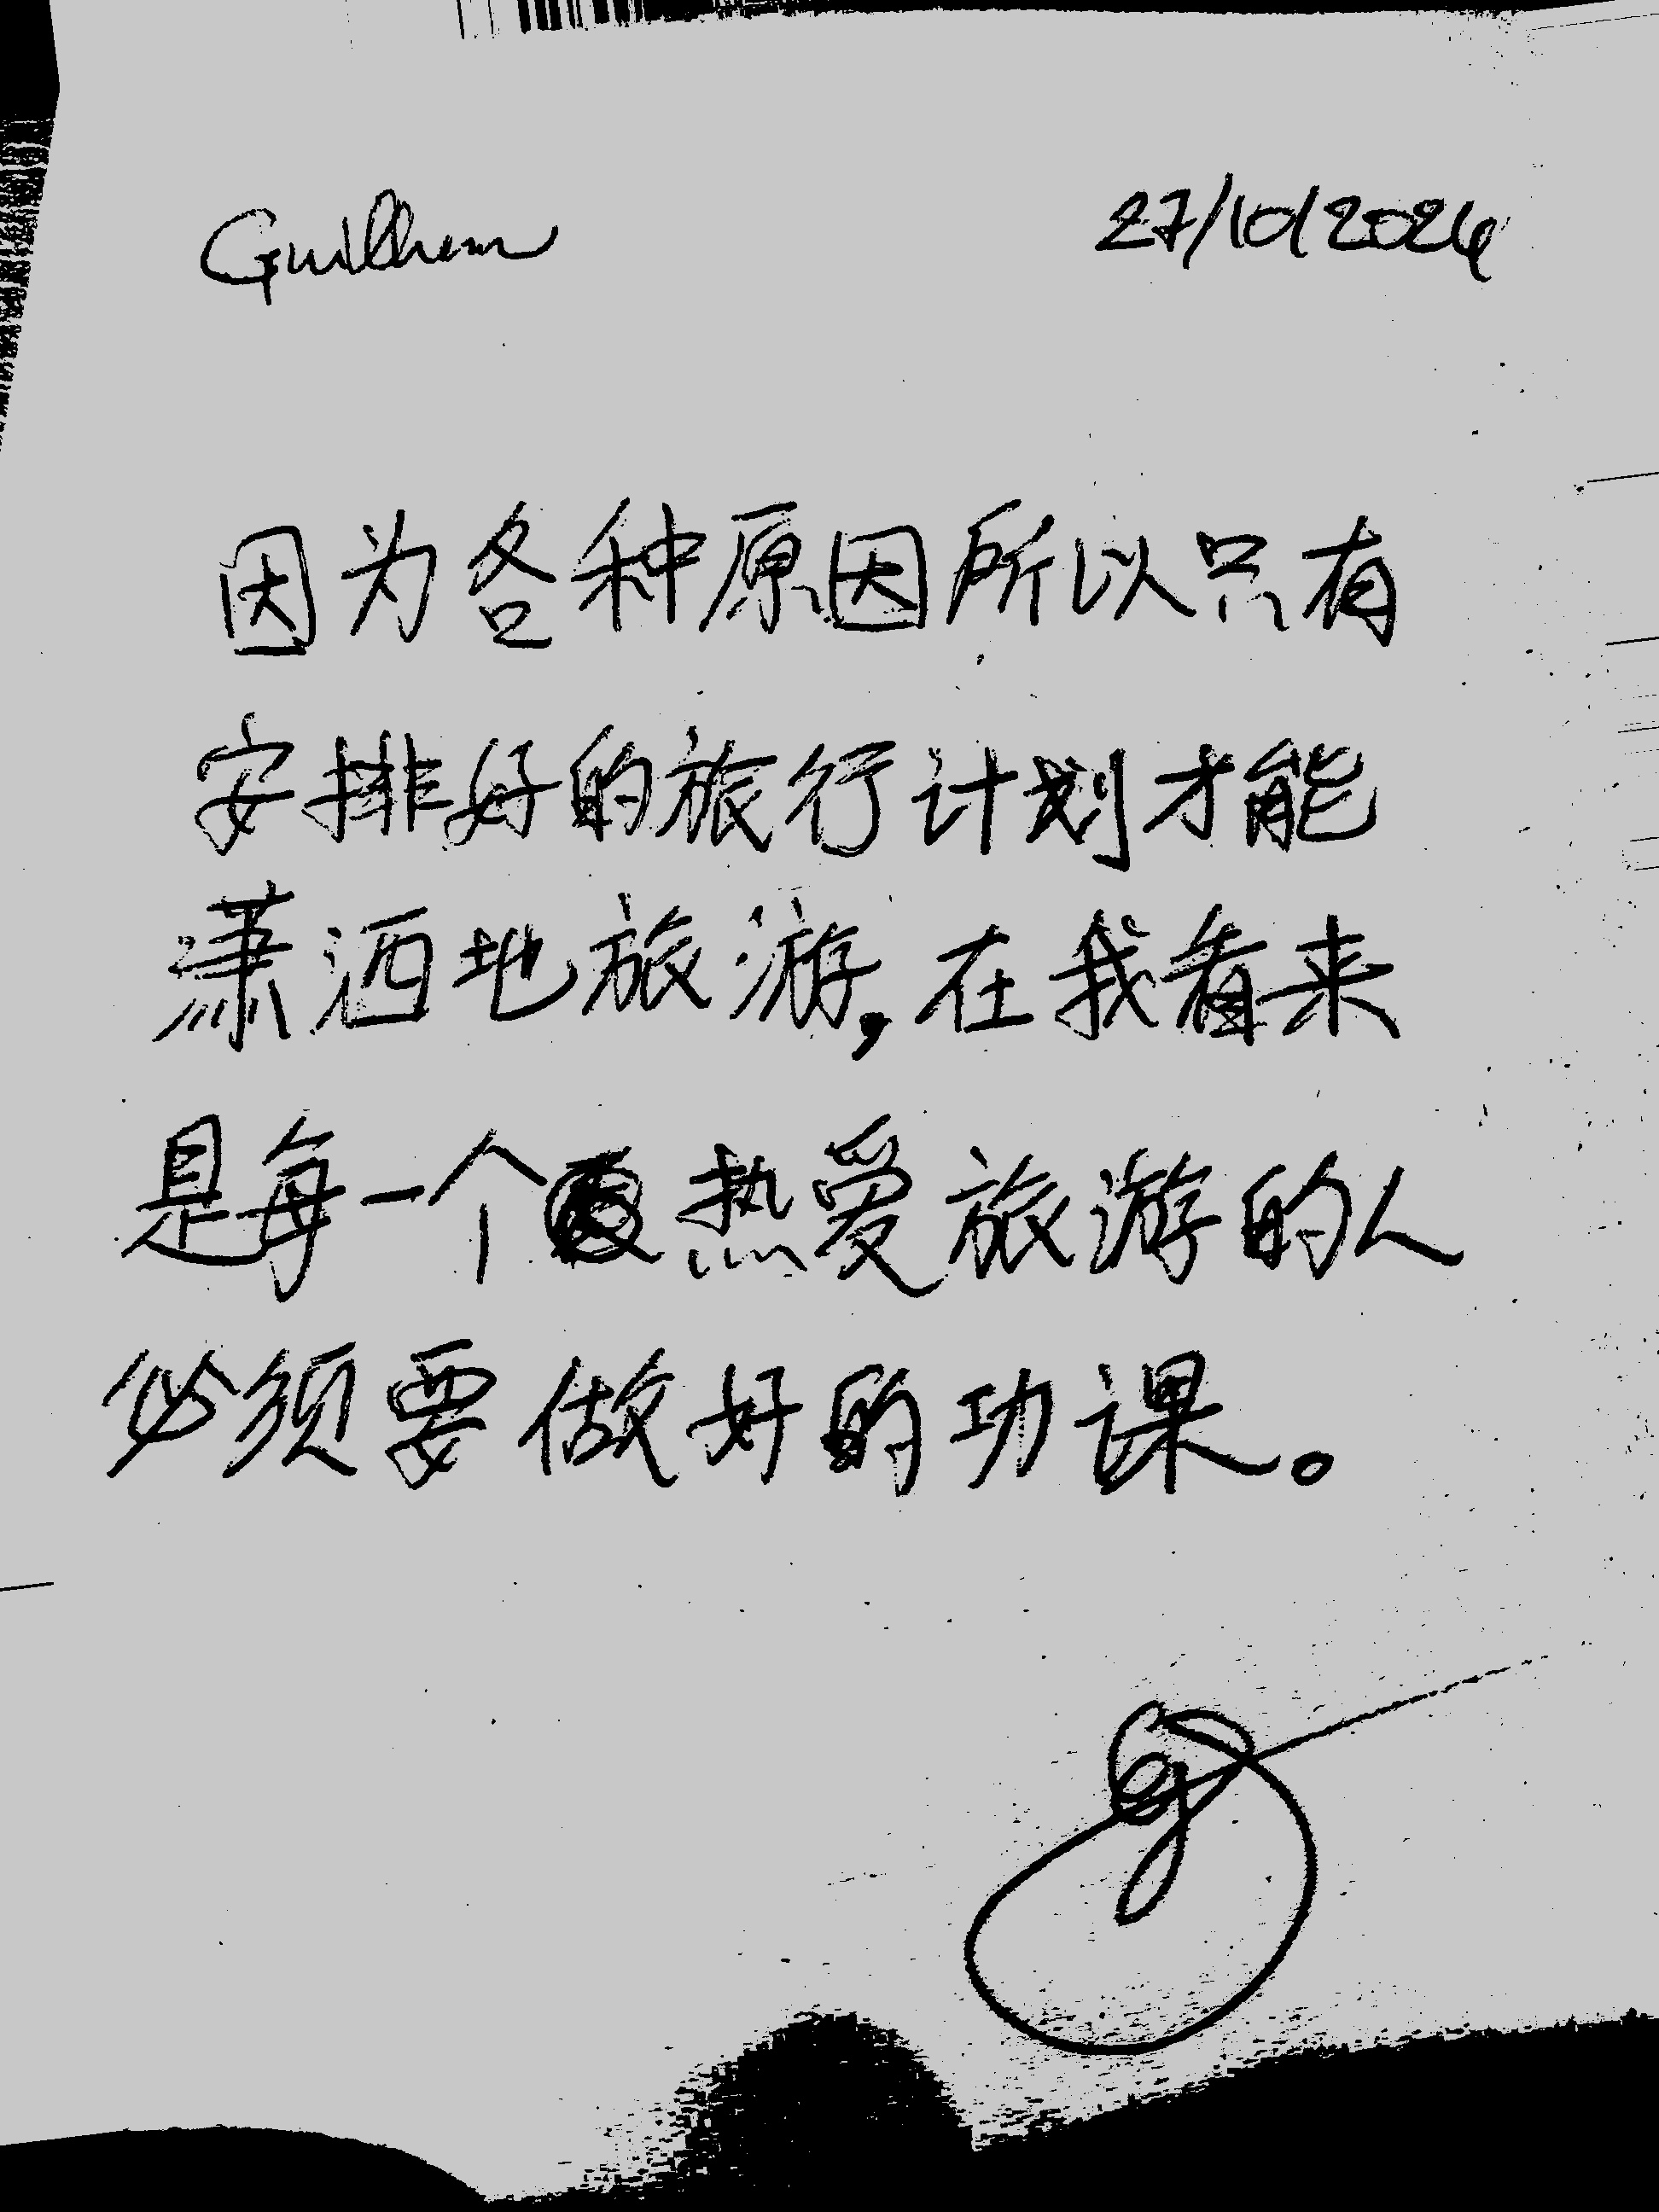 Guilhem 27/10/2024
因为各种原因所以只有
安排好的旅行计划才能
潇洒地旅游,在我看来
是每一个热爱旅游的人
必须要做好的功课。